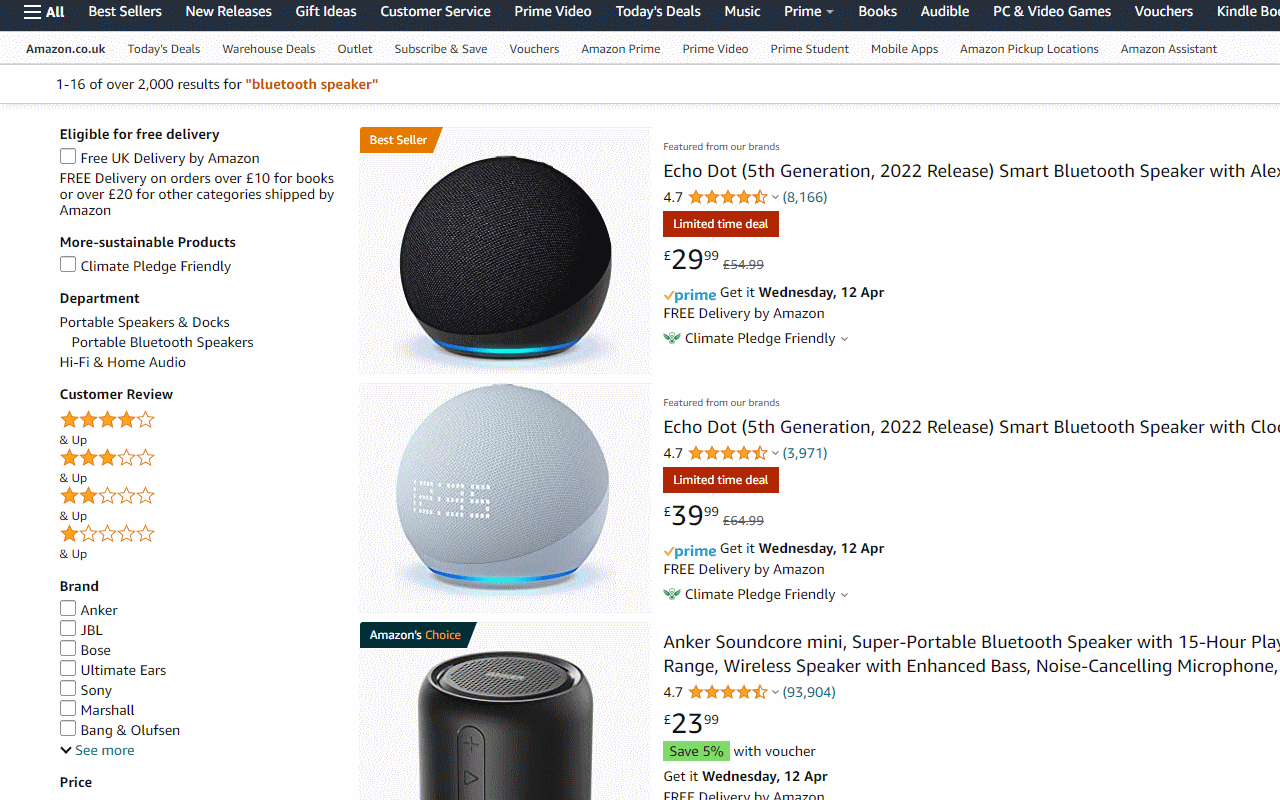 All Best Sellers New Releases Gift Ideas Customer Service Prime Video Today's Deals Music Prime Books Audible PC & Video Games Vouchers Kindle Boo
Amazon.co.uk Today's Deals Warehouse Deals Outlet Subscribe & Save Vouchers Amazon Prime Prime Video Prime Student Mobile Apps Amazon Pickup Locations Amazon Assistant
1-16 of over 2,000 results for "bluetooth speaker"
Eligible for free delivery
Free UK Delivery by Amazon
FREE Delivery on orders over £10 for books
or over £20 for other categories shipped by
Amazon
More-sustainable Products
Climate Pledge Friendly
Department
Portable Speakers & Docks
Portable Bluetooth Speakers
Hi-Fi & Home Audio
Customer Review
& Up
& Up
& Up
& Up
Brand
Anker
JBL
Bose
Ultimate Ears
Sony
Marshall
Bang & Olufsen
See more
Price
Best Seller
Featured from our brands
Echo Dot (5th Generation, 2022 Release) Smart Bluetooth Speaker with Alex
4.7 (8,166)
Limited time deal
£29.99 £54.99
prime Get it Wednesday, 12 Apr
FREE Delivery by Amazon
Climate Pledge Friendly
Featured from our brands
Echo Dot (5th Generation, 2022 Release) Smart Bluetooth Speaker with Cloc
4.7 (3,971)
Limited time deal
£39.99 £64.99
prime Get it Wednesday, 12 Apr
FREE Delivery by Amazon
Climate Pledge Friendly
Amazon's Choice
Anker Soundcore mini, Super-Portable Bluetooth Speaker with 15-Hour Play
Range, Wireless Speaker with Enhanced Bass, Noise-Cancelling Microphone,
4.7 (93,904)
£23.99
Save 5% with voucher
Get it Wednesday, 12 Apr
FREE Delivery by Amazon